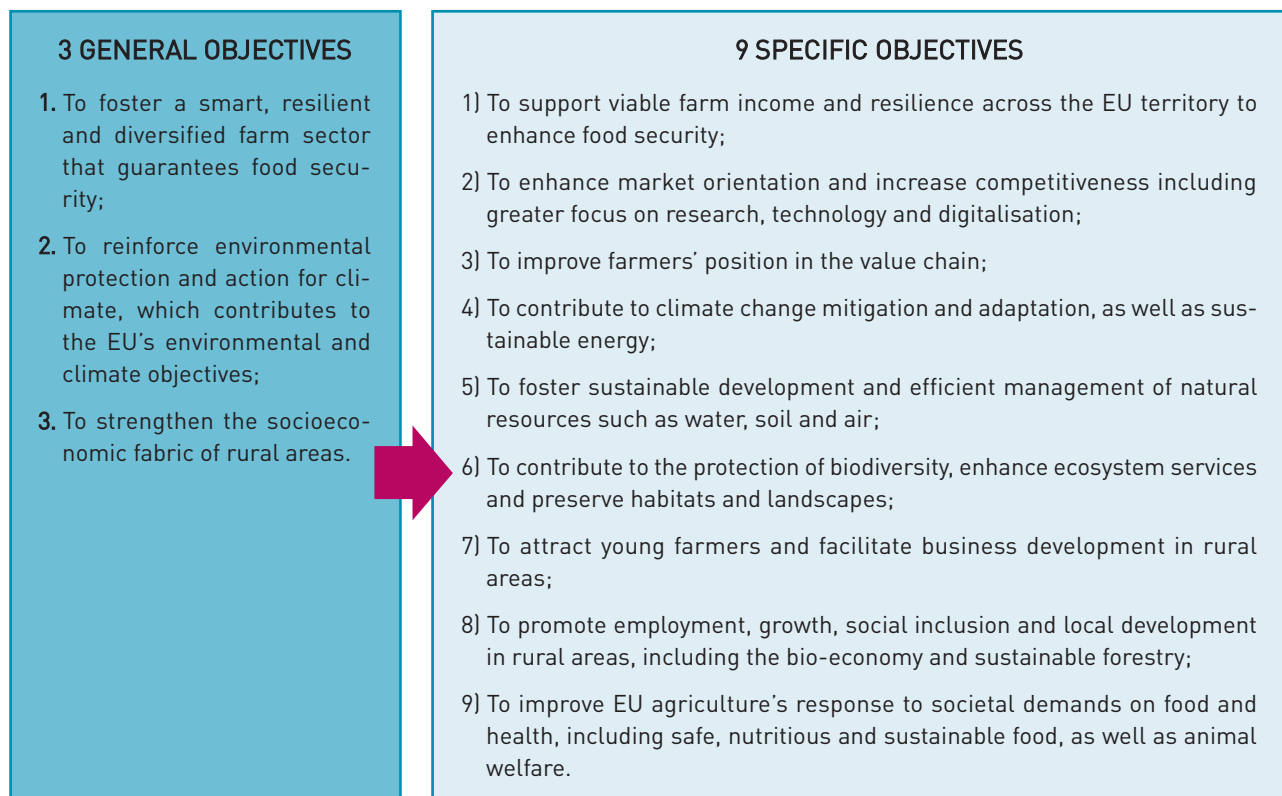 3 GENERAL OBJECTIVES
1. To foster a smart, resilient
and diversified farm sector
that guarantees food secu-
rity;
2. To reinforce environmental
protection and action for cli-
mate, which contributes to
the EU's environmental and
climate objectives;
3. To strengthen the socioeco-
nomic fabric of rural areas.
9 SPECIFIC OBJECTIVES
1) To support viable farm income and resilience across the EU territory to
enhance food security;
2) To enhance market orientation and increase competitiveness including
greater focus on research, technology and digitalisation;
3) To improve farmers' position in the value chain;
4) To contribute to climate change mitigation and adaptation, as well as sus-
tainable energy;
5) To foster sustainable development and efficient management of natural
resources such as water, soil and air;
6) To contribute to the protection of biodiversity, enhance ecosystem services
and preserve habitats and landscapes;
7) To attract young farmers and facilitate business development in rural
areas;
8) To promote employment, growth, social inclusion and local development
in rural areas, including the bio-economy and sustainable forestry;
9) To improve EU agriculture's response to societal demands on food and
health, including safe, nutritious and sustainable food, as well as animal
welfare.